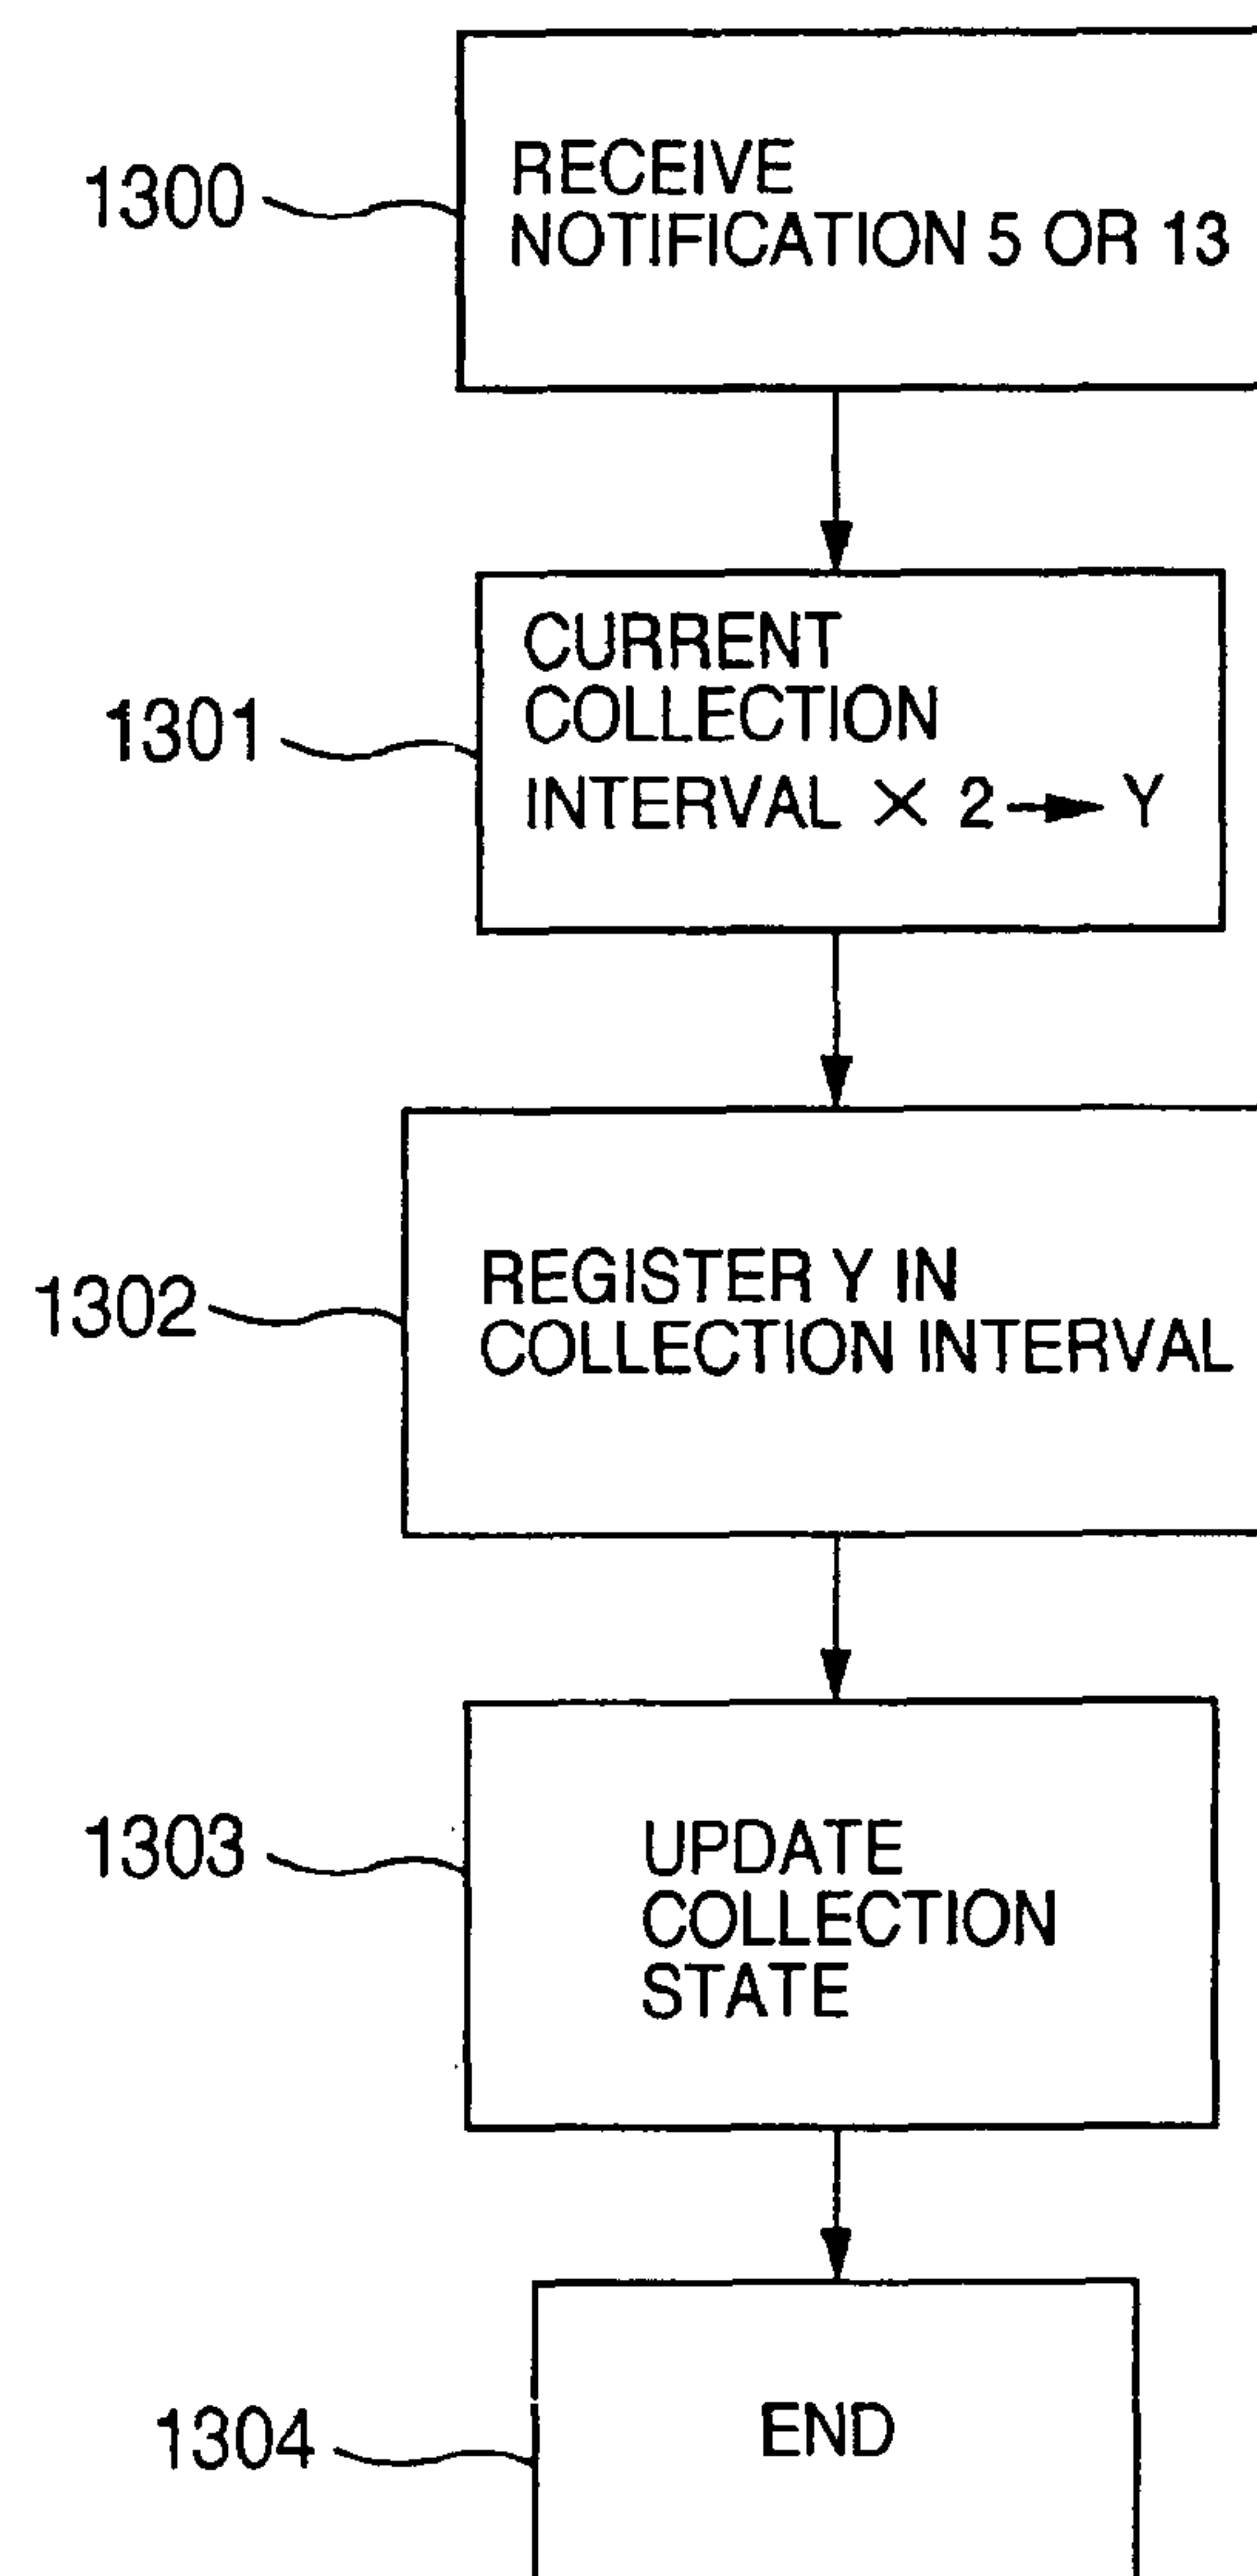 1300
RECEIVE
NOTIFICATION 5 OR 13
1301
CURRENT
COLLECTION
INTERVAL × 2 → Y
1302
REGISTER Y IN
COLLECTION INTERVAL
1303
UPDATE
COLLECTION
STATE
1304
END